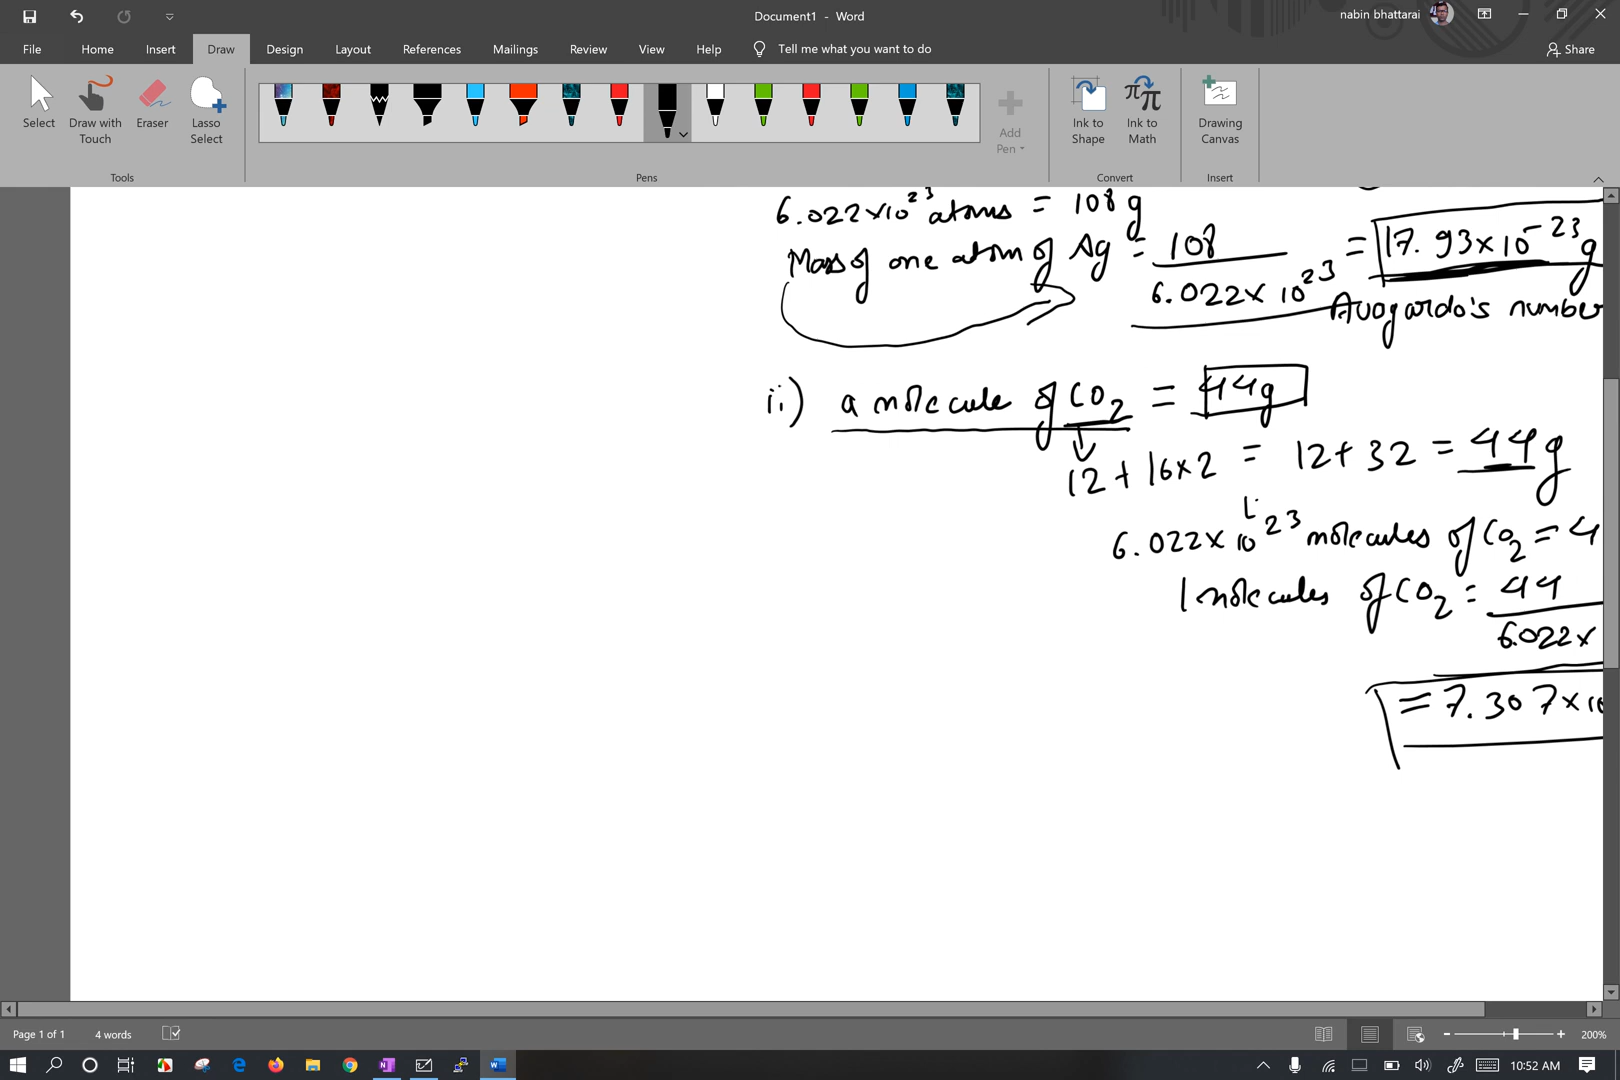 Document1 - Word
nabin bhattarai
File Home Insert Draw Design Layout References Mailings Review View Help Tell me what you want to do Share
Select
Draw with Touch
Eraser
Lasso Select
Add Pen
Ink to Shape
Ink to Math
Drawing Canvas
Tools Pens Convert Insert
6.022×10²³ atoms = 108 g
Mass of one atom of Ag = 108 / 6.022×10²³ = 17.93×10⁻²³ g
Avogardo's number
ii) a molecule of CO₂ = 44g
12 + 16×2 = 12+32 = 44 g
6.022×10²³ molecules of CO₂ = 4
1 molecules of CO₂ = 44 / 6.022×
= 7.307×10
Page 1 of 1 4 words 200%
10:52 AM